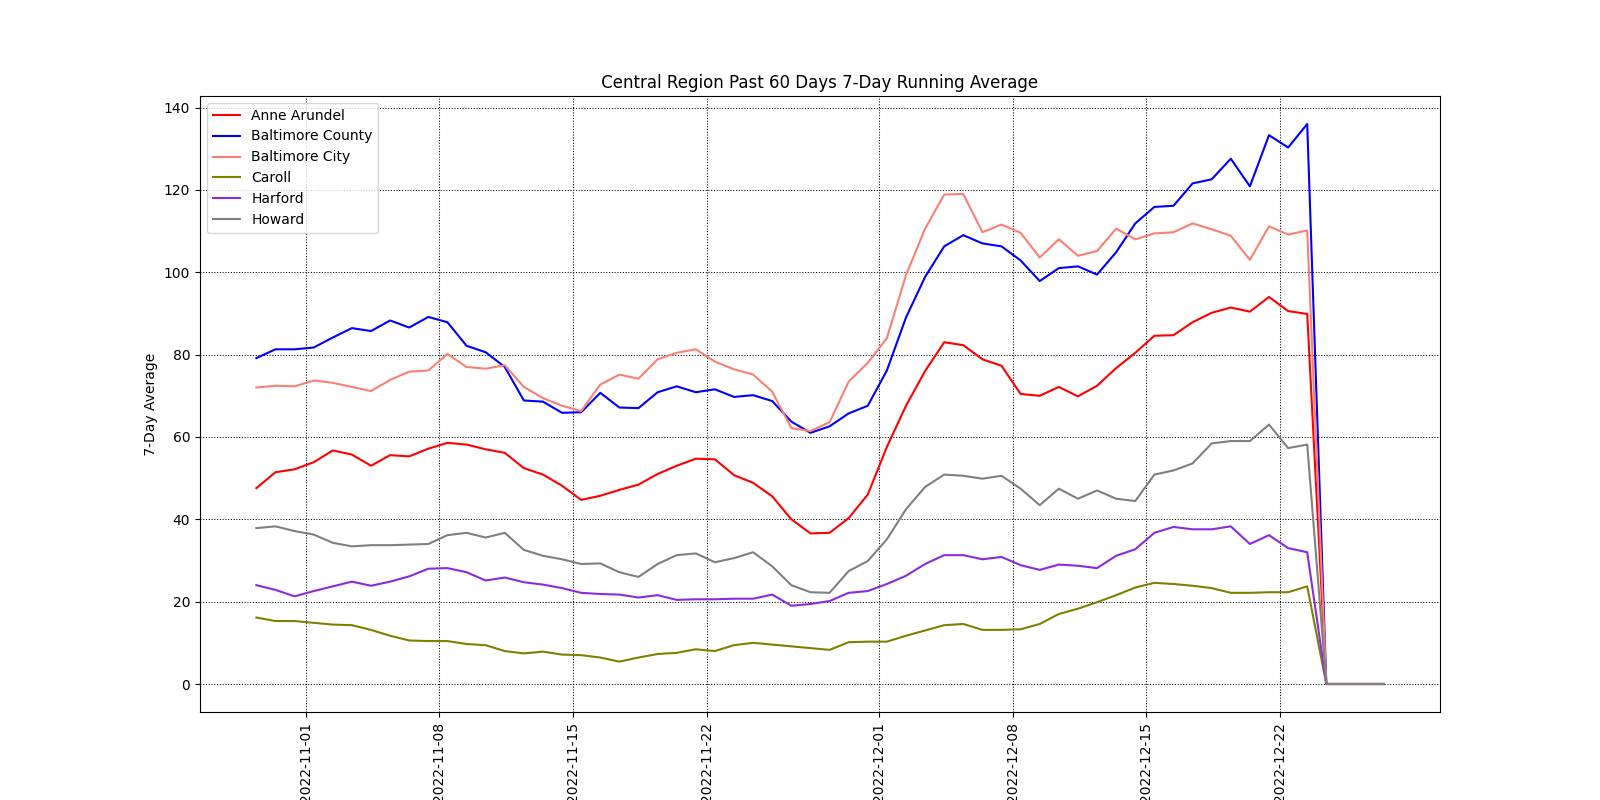 Central Region Past 60 Days 7-Day Running Average
140
120
100
80
60
40
20
0
7-Day Average
Anne Arundel
Baltimore County
Baltimore City
Caroll
Harford
Howard
2022-11-01
2022-11-08
2022-11-15
2022-11-22
2022-12-01
2022-12-08
2022-12-15
2022-12-22